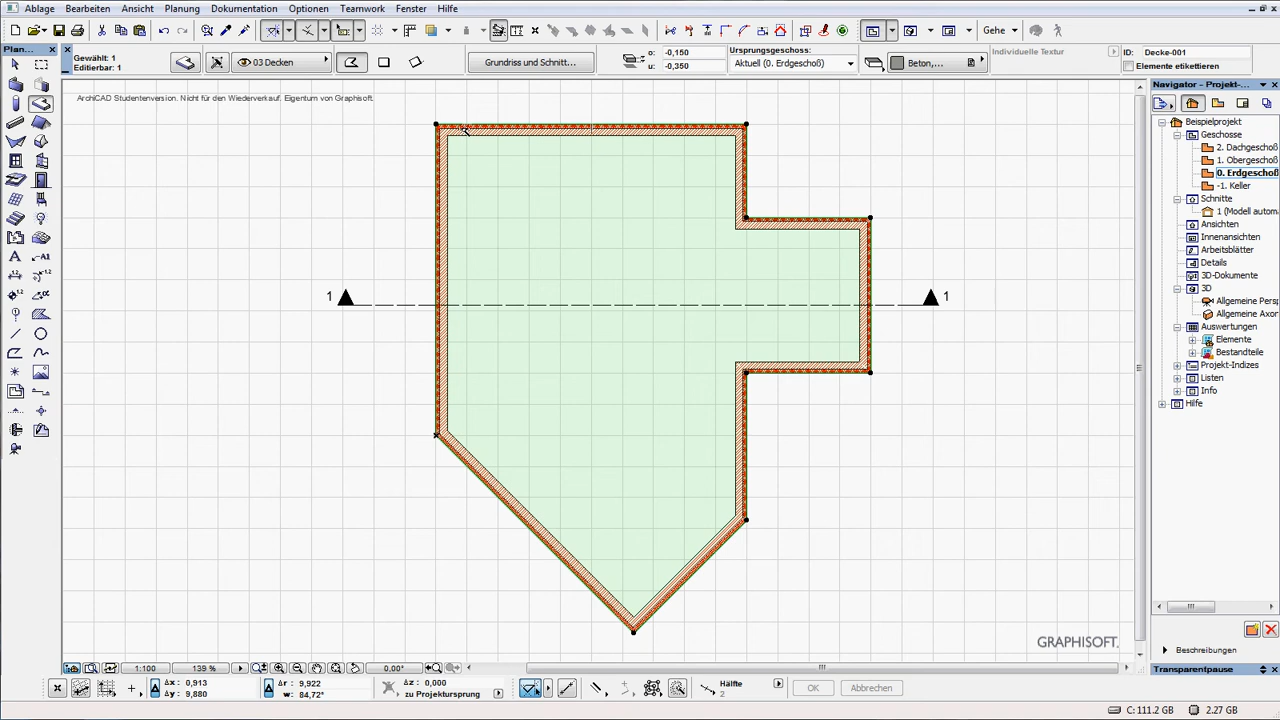 Ablage Bearbeiten Ansicht Planung Dokumentation Optionen Teamwork Fenster Hilfe
Gehe
Plan...
Gewählt: 1
Editierbar: 1
03 Decken
Grundriss und Schnitt...
o: -0,150
u: -0,350
Ursprungsgeschoss:
Aktuell (0. Erdgeschoß)
Beton,...
Individuelle Textur
ID: Decke-001
Elemente etikettieren
ArchiCAD Studentenversion. Nicht für den Wiederverkauf. Eigentum von Graphisoft.
1
1
GRAPHISOFT.
Navigator - Projekt-...
Beispielprojekt
Geschosse
2. Dachgeschoß
1. Obergeschoß
0. Erdgeschoß
-1. Keller
Schnitte
1 (Modell autom
Ansichten
Innenansichten
Arbeitsblätter
Details
3D-Dokumente
3D
Allgemeine Pers
Allgemeine Axor
Auswertungen
Elemente
Bestandteile
Projekt-Indizes
Listen
Info
Hilfe
Beschreibungen
Transparentpause
1:100 139 % 0,00°
Δx: 0,913
Δy: 9,880
Δr: 9,922
w: 84,72°
Δz: 0,000
zu Projektursprung
Hälfte
2
OK Abbrechen
C: 111.2 GB 2.27 GB